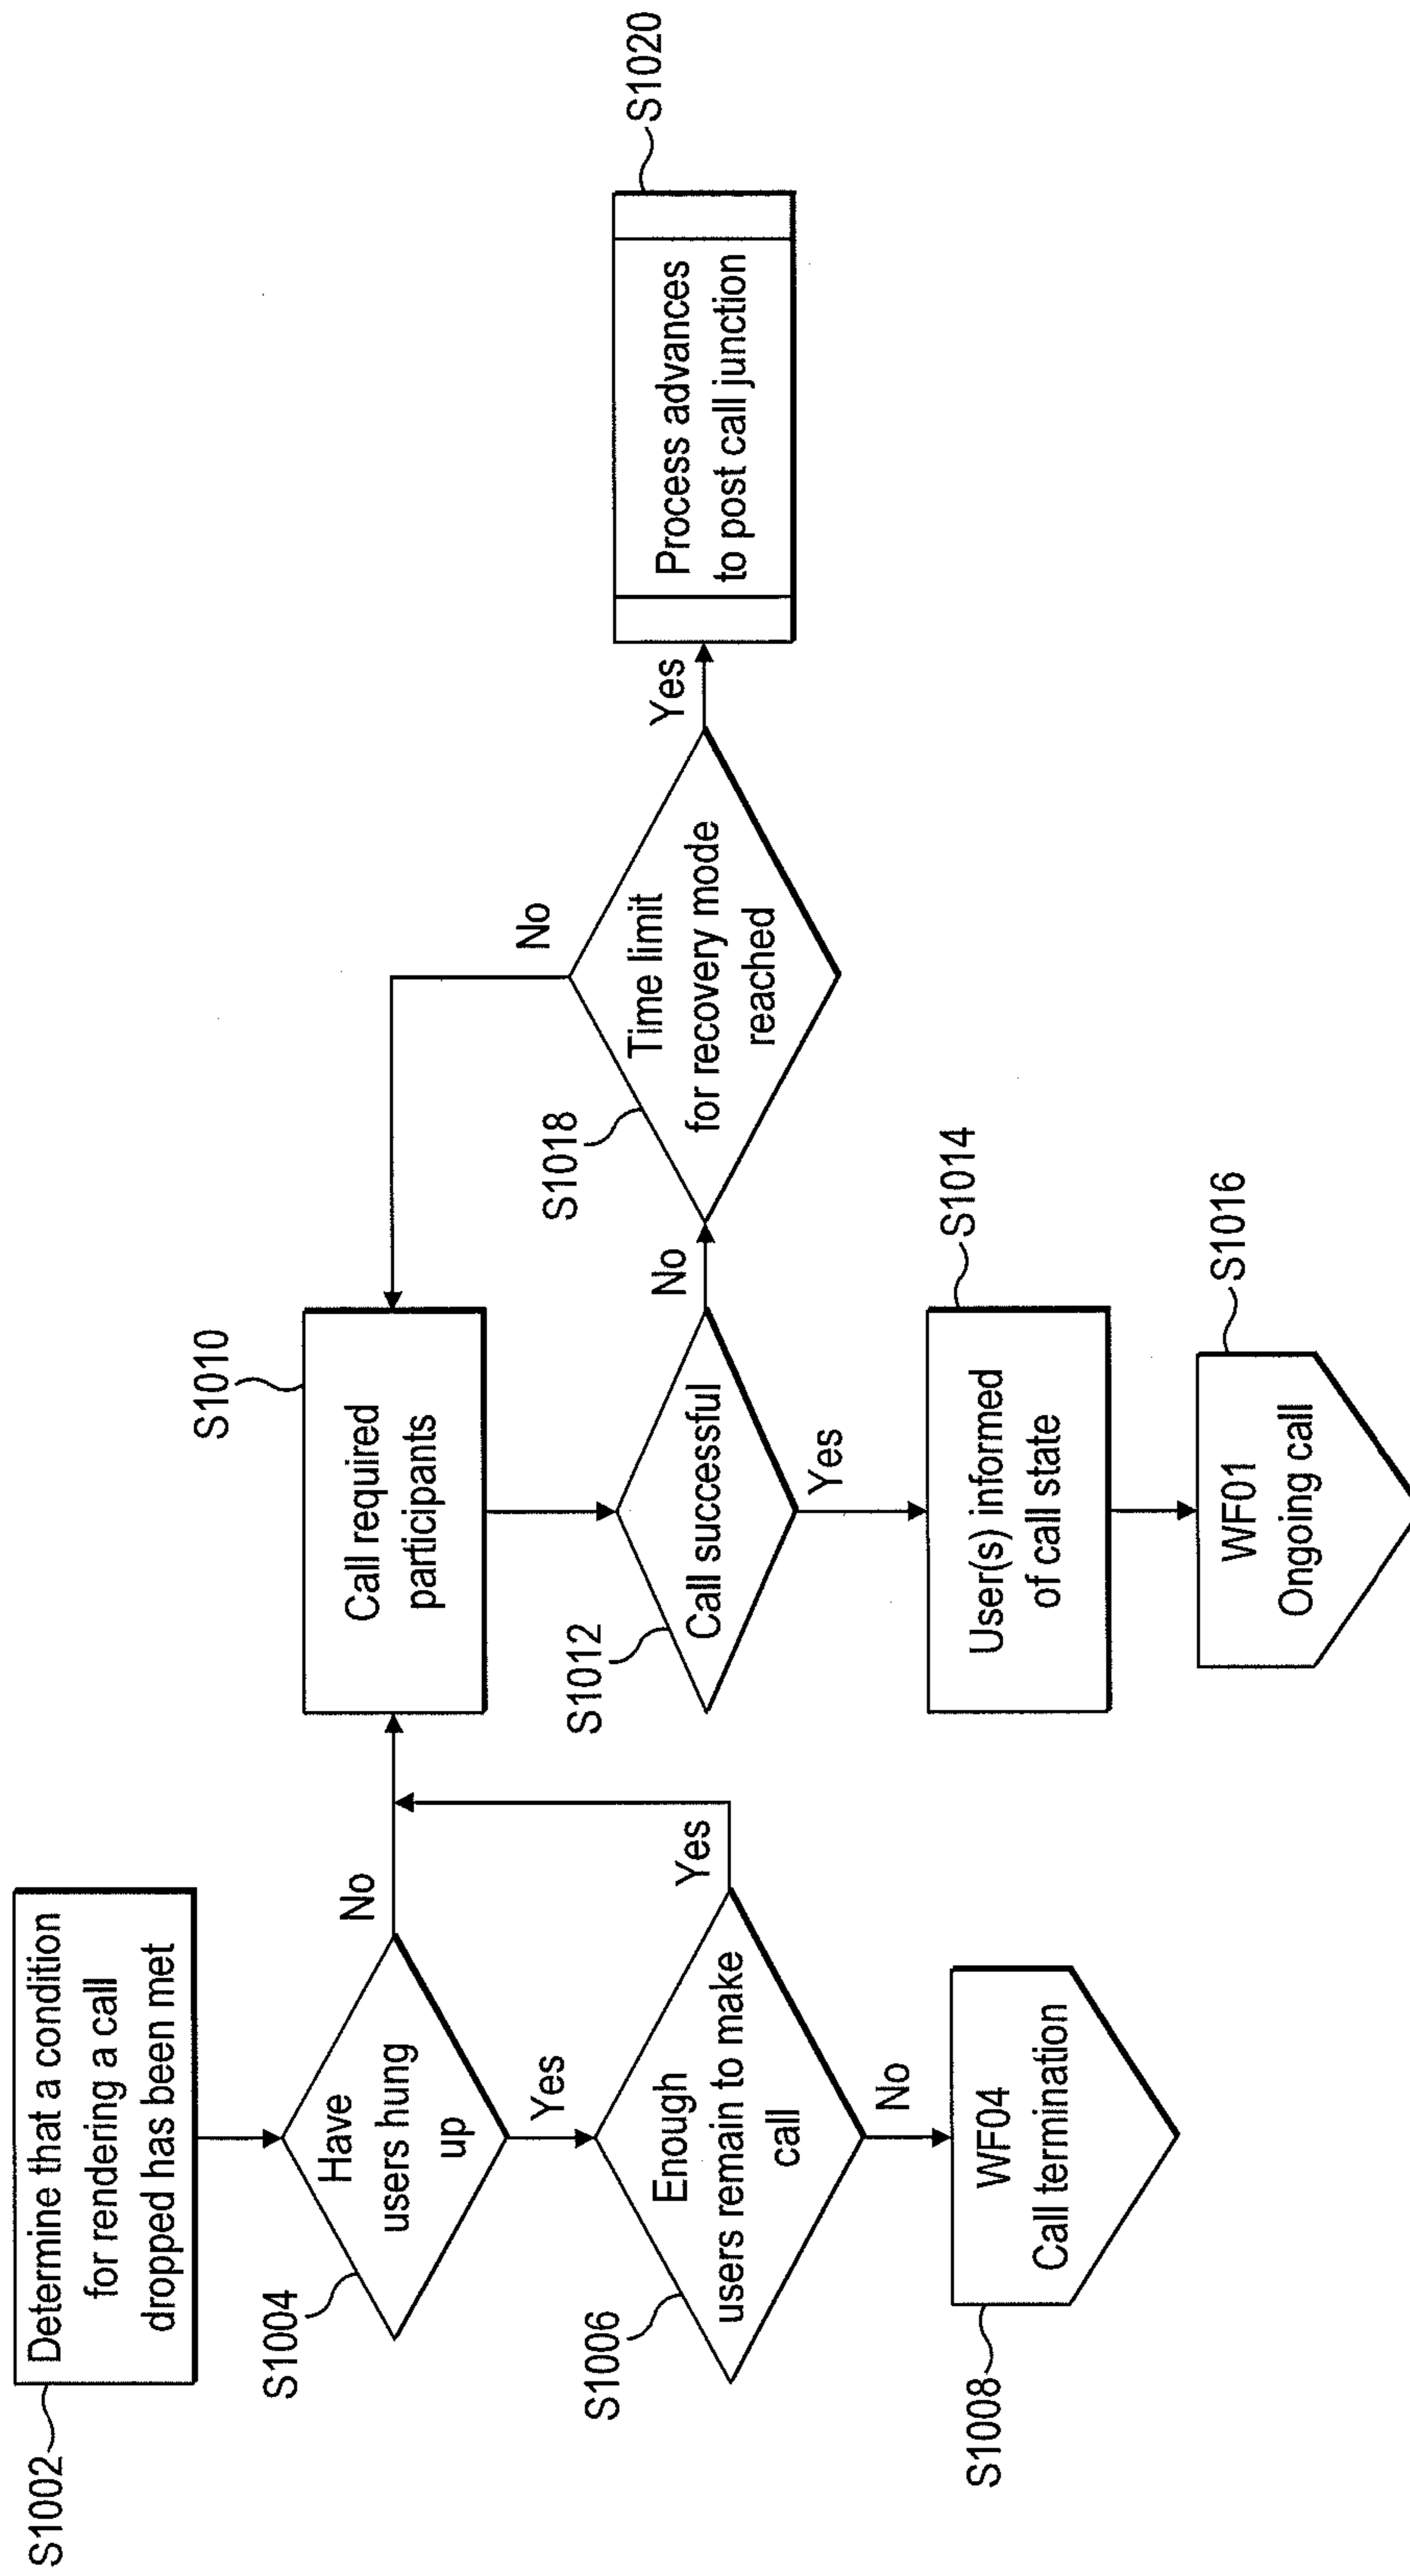 S1002
Determine that a condition
for rendering a call
dropped has been met
S1004
Have
users hung
up
No
Yes
S1006
Enough
users remain to make
call
Yes
No
S1008
WF04
Call termination
S1010
Call required
participants
S1012
Call successful
No
Yes
S1014
User(s) informed
of call state
S1016
WF01
Ongoing call
S1018
Time limit
for recovery mode
reached
No
Yes
S1020
Process advances
to post call junction